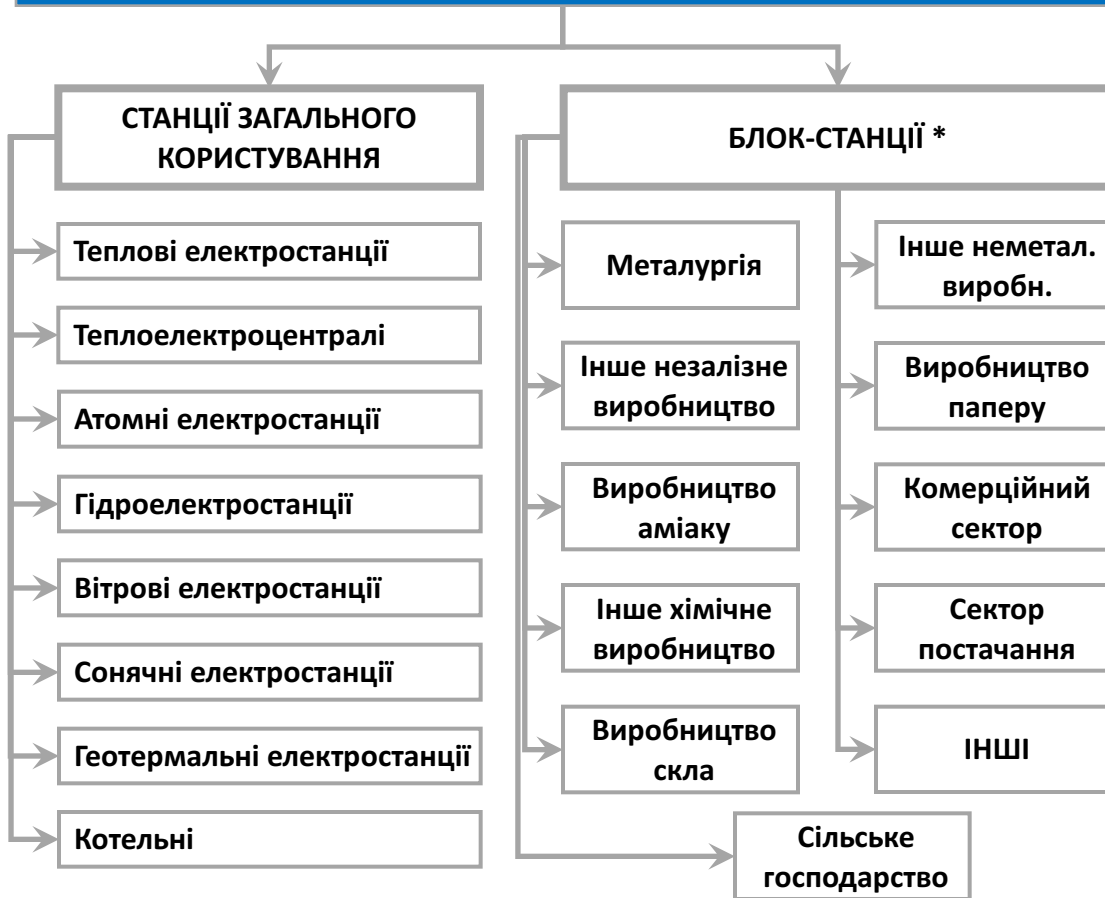 СТАНЦІЇ ЗАГАЛЬНОГО
КОРИСТУВАННЯ
Теплові електростанції
Теплоелектроцентралі
Атомні електростанції
Гідроелектростанції
Вітрові електростанції
Сонячні електростанції
Геотермальні електростанції
Котельні
БЛОК-СТАНЦІЇ *
Металургія
Інше незалізне
виробництво
Виробництво
аміаку
Інше хімічне
виробництво
Виробництво
скла
Інше неметал.
виробн.
Виробництво
паперу
Комерційний
сектор
Сектор
постачання
ІНШІ
Сільське
господарство